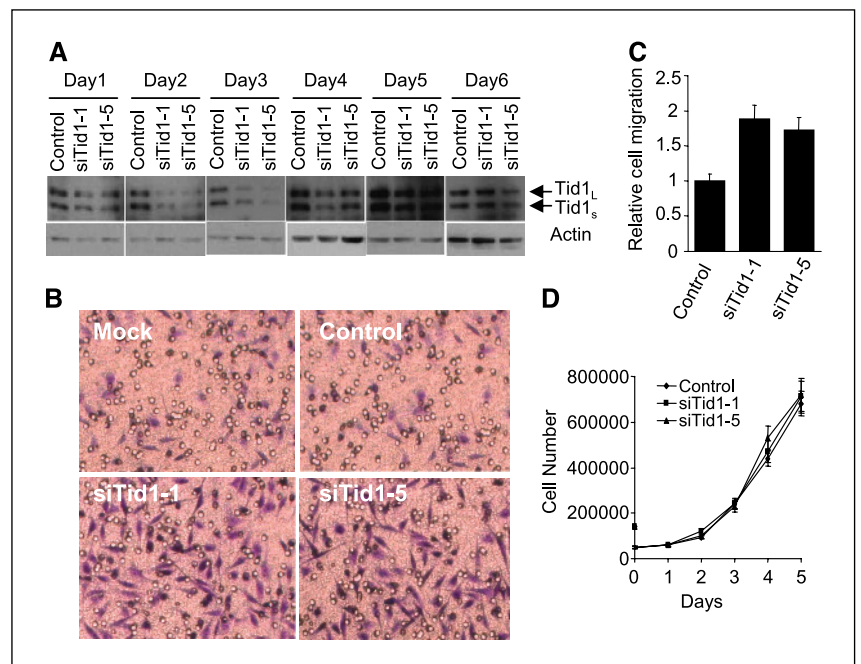 A
Day1 Day2 Day3 Day4 Day5 Day6
Control siTid1-1 siTid1-5 Control siTid1-1 siTid1-5 Control siTid1-1 siTid1-5 Control siTid1-1 siTid1-5 Control siTid1-1 siTid1-5 Control siTid1-1 siTid1-5
Tid1L
Tid1s
Actin
B
Mock Control
siTid1-1 siTid1-5
C
Relative cell migration
2.5
2
1.5
1
0.5
0
Control siTid1-1 siTid1-5
D
Cell Number
800000
600000
400000
200000
0
Control
siTid1-1
siTid1-5
0 1 2 3 4 5
Days